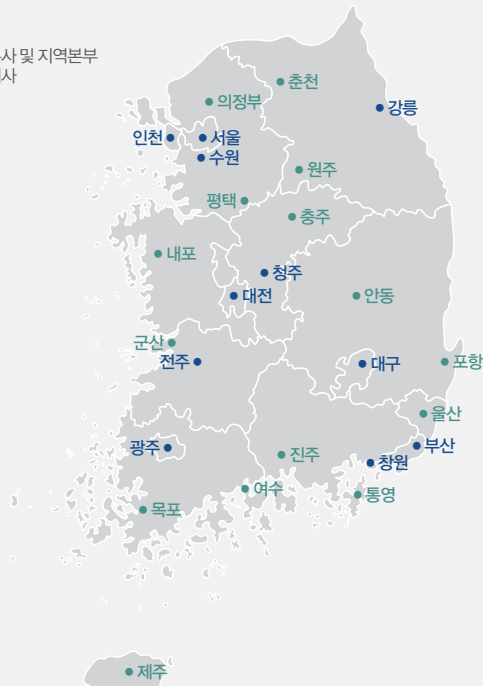 및 지역본부
춘천
의정부
강릉
인천
서울
수원
원주
평택
충주
내포
청주
대전
안동
군산
전주
대구
포항
울산
광주
부산
진주
창원
여수
통영
목포
제주